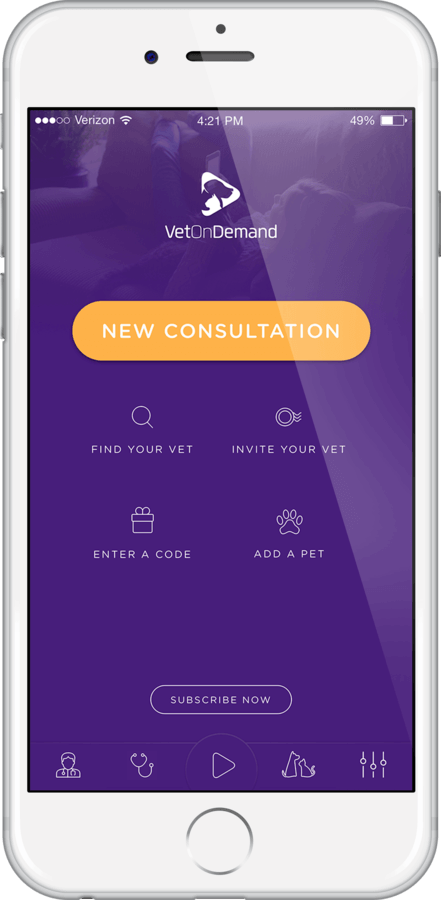 Verizon 4:21 PM 49%
VetOnDemand
NEW CONSULTATION
FIND YOUR VET INVITE YOUR VET
ENTER A CODE ADD A PET
SUBSCRIBE NOW